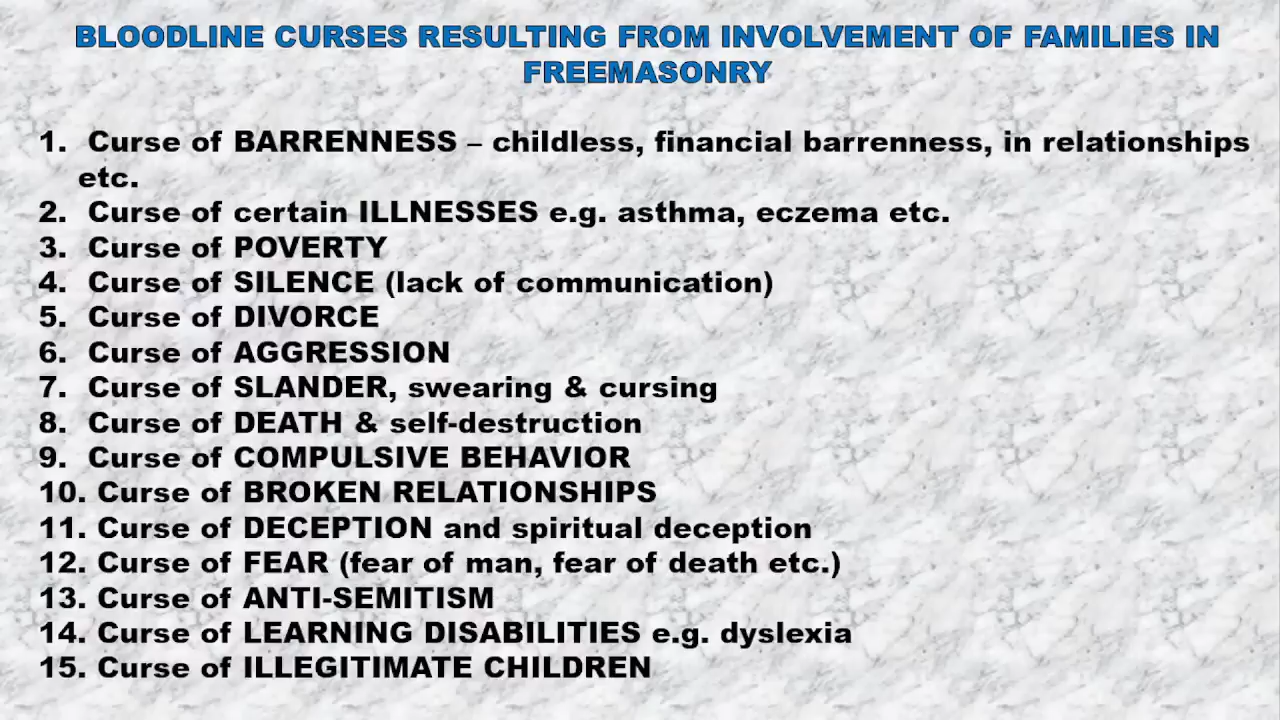 BLOODLINE CURSES RESULTING FROM INVOLVEMENT OF FAMILIES IN
FREEMASONRY
1. Curse of BARRENNESS – childless, financial barrenness, in relationships
etc.
2. Curse of certain ILLNESSES e.g. asthma, eczema etc.
3. Curse of POVERTY
4. Curse of SILENCE (lack of communication)
5. Curse of DIVORCE
6. Curse of AGGRESSION
7. Curse of SLANDER, swearing & cursing
8. Curse of DEATH & self-destruction
9. Curse of COMPULSIVE BEHAVIOR
10. Curse of BROKEN RELATIONSHIPS
11. Curse of DECEPTION and spiritual deception
12. Curse of FEAR (fear of man, fear of death etc.)
13. Curse of ANTI-SEMITISM
14. Curse of LEARNING DISABILITIES e.g. dyslexia
15. Curse of ILLEGITIMATE CHILDREN